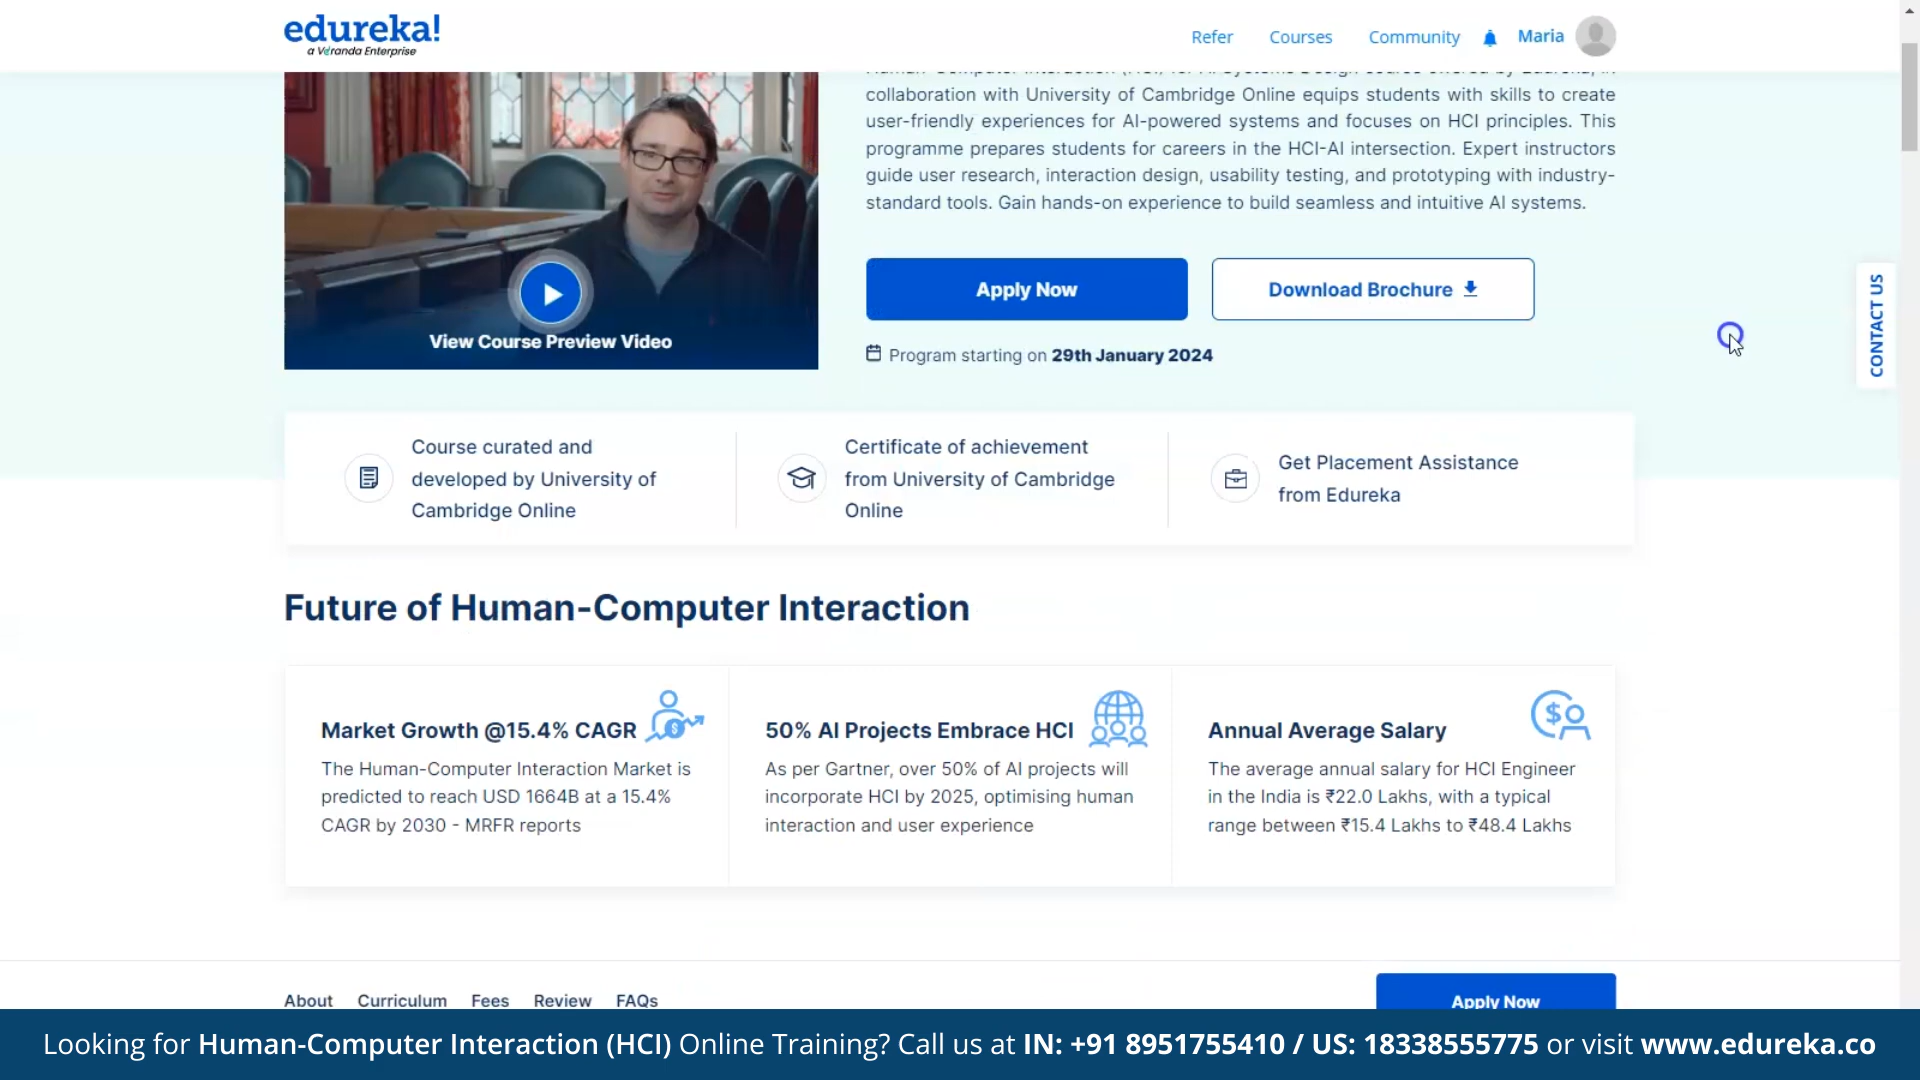 edureka!
a Veranda Enterprise
Refer
Courses
Community
Maria
collaboration with University of Cambridge Online equips students with skills to create
user-friendly experiences for AI-powered systems and focuses on HCI principles. This
programme prepares students for careers in the HCI-AI intersection. Expert instructors
guide user research, interaction design, usability testing, and prototyping with industry-
standard tools. Gain hands-on experience to build seamless and intuitive AI systems.
View Course Preview Video
Apply Now
Download Brochure
Program starting on 29th January 2024
CONTACT US
Course curated and
developed by University of
Cambridge Online
Certificate of achievement
from University of Cambridge
Online
Get Placement Assistance
from Edureka
Future of Human-Computer Interaction
Market Growth @15.4% CAGR
The Human-Computer Interaction Market is
predicted to reach USD 1664B at a 15.4%
CAGR by 2030 - MRFR reports
50% AI Projects Embrace HCI
As per Gartner, over 50% of AI projects will
incorporate HCI by 2025, optimising human
interaction and user experience
Annual Average Salary
The average annual salary for HCI Engineer
in the India is ₹22.0 Lakhs, with a typical
range between ₹15.4 Lakhs to ₹48.4 Lakhs
About
Curriculum
Fees
Review
FAQs
Apply Now
Looking for Human-Computer Interaction (HCI) Online Training? Call us at IN: +91 8951755410 / US: 18338555775 or visit www.edureka.co